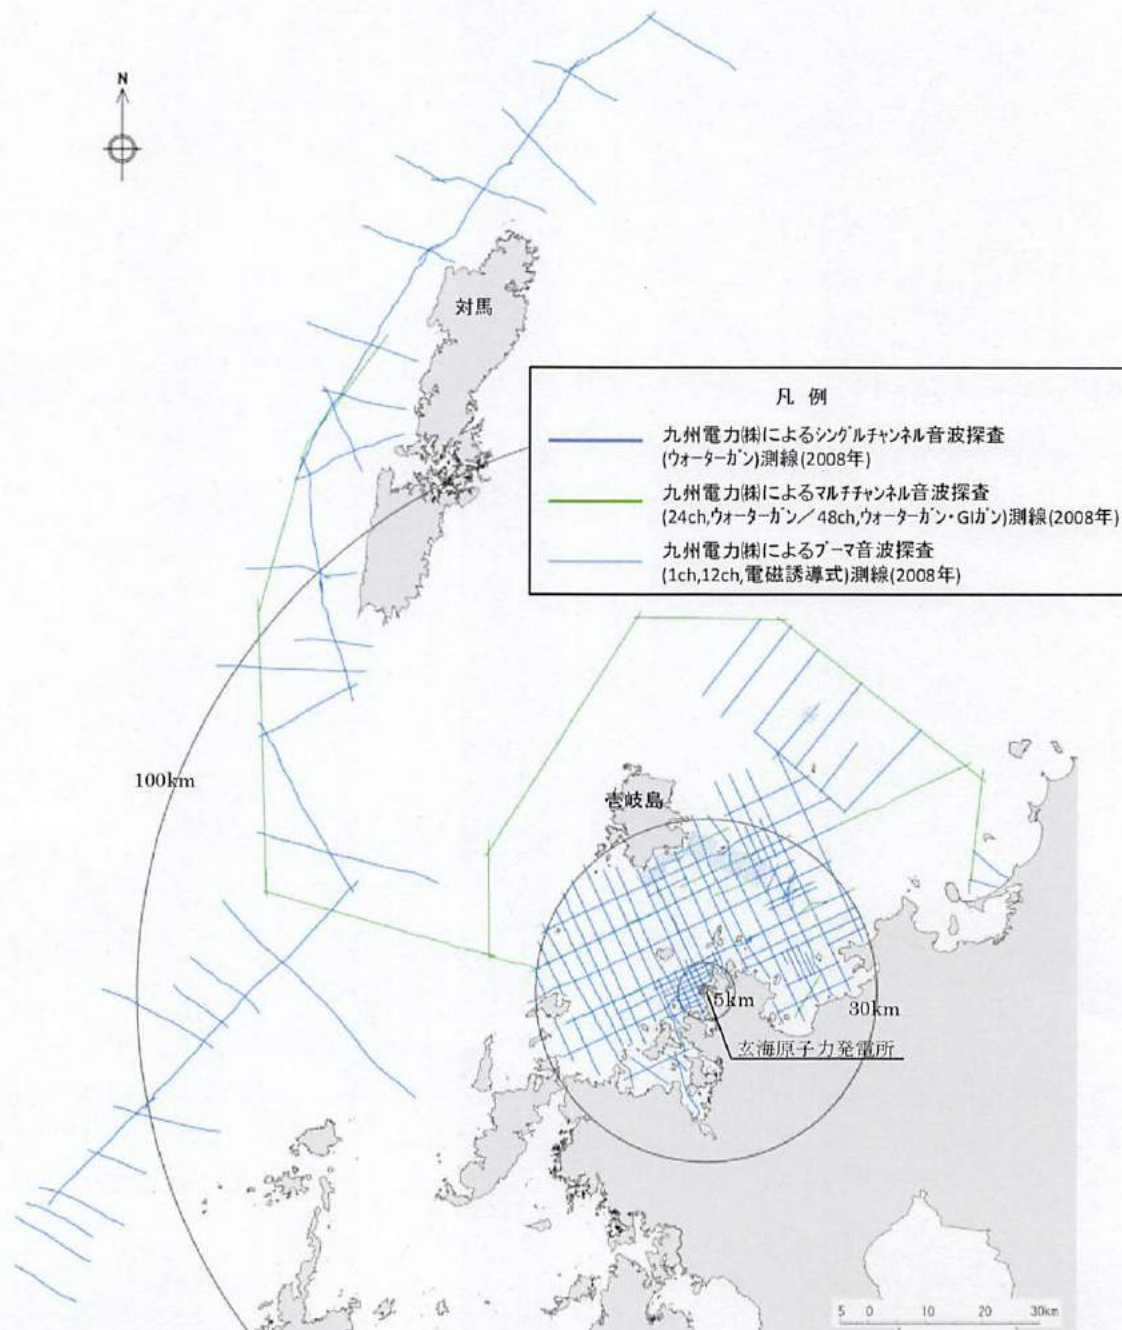 N
対馬
凡 例
九州電力㈱によるシングルチャンネル音波探査
(ウォーターガン)測線(2008年)
九州電力㈱によるマルチチャンネル音波探査
(24ch,ウォーターガン/48ch,ウォーターガン・GIガン)測線(2008年)
九州電力㈱によるブーマ音波探査
(1ch,12ch,電磁誘導式)測線(2008年)
100km
壱岐島
5km
30km
玄海原子力発電所
5 0 10 20 30km